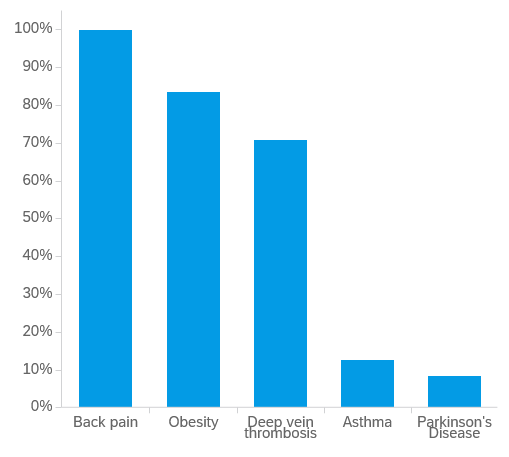 100%
90%
80%
70%
60%
50%
40%
30%
20%
10%
0%
Back pain
Obesity
Deep vein
thrombosis
Asthma
Parkinson's
Disease